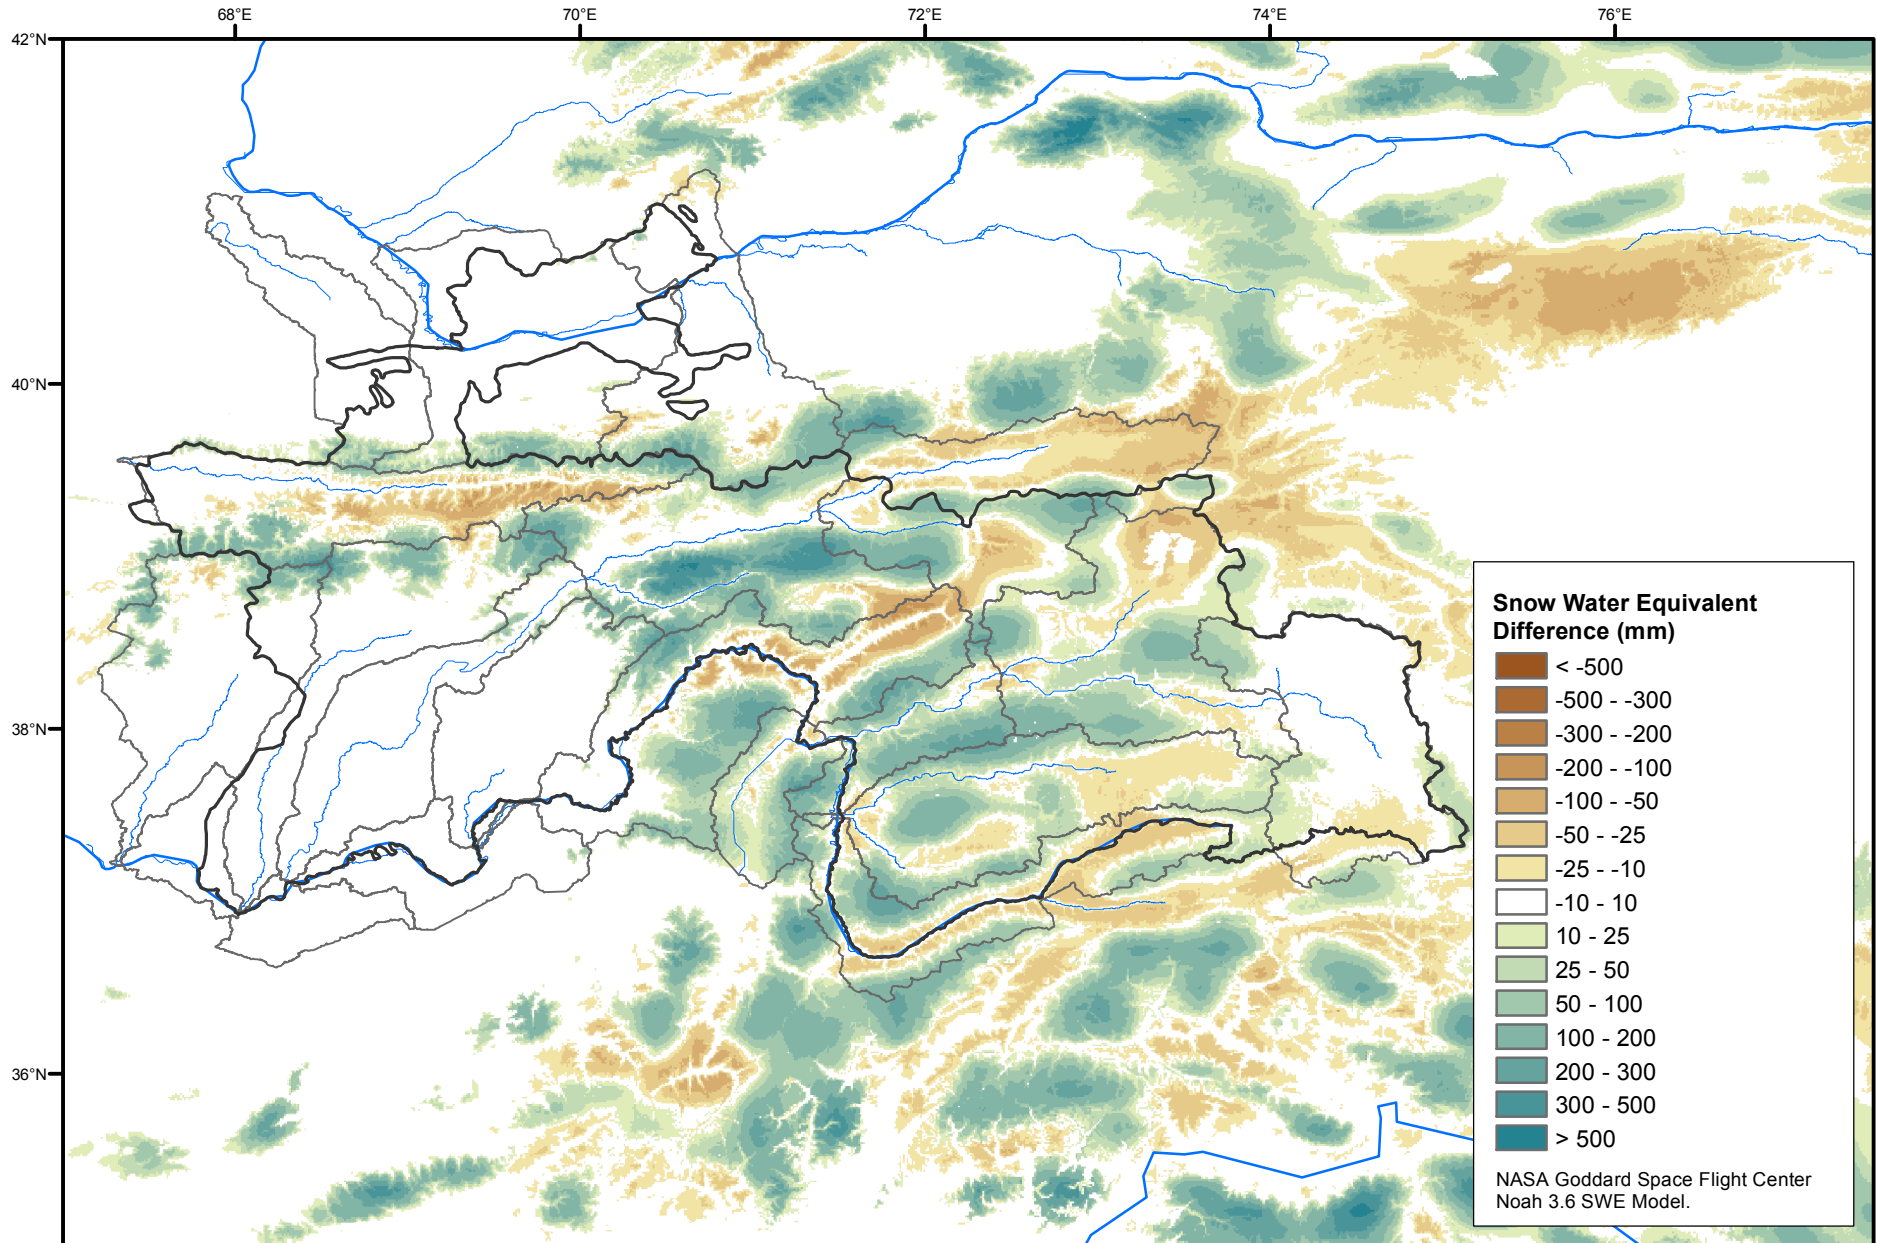 68°E
70°E
72°E
74°E
76°E
42°N
40°N
38°N
36°N
Snow Water Equivalent
Difference (mm)
< -500
-500 - -300
-300 - -200
-200 - -100
-100 - -50
-50 - -25
-25 - -10
-10 - 10
10 - 25
25 - 50
50 - 100
100 - 200
200 - 300
300 - 500
> 500
NASA Goddard Space Flight Center
Noah 3.6 SWE Model.